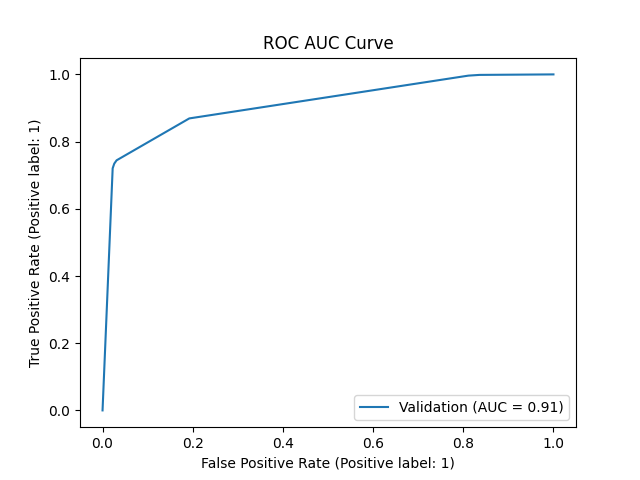 ROC AUC Curve
True Positive Rate (Positive label: 1)
1.0
0.8
0.6
0.4
0.2
0.0
Validation (AUC = 0.91)
0.0 0.2 0.4 0.6 0.8 1.0
False Positive Rate (Positive label: 1)